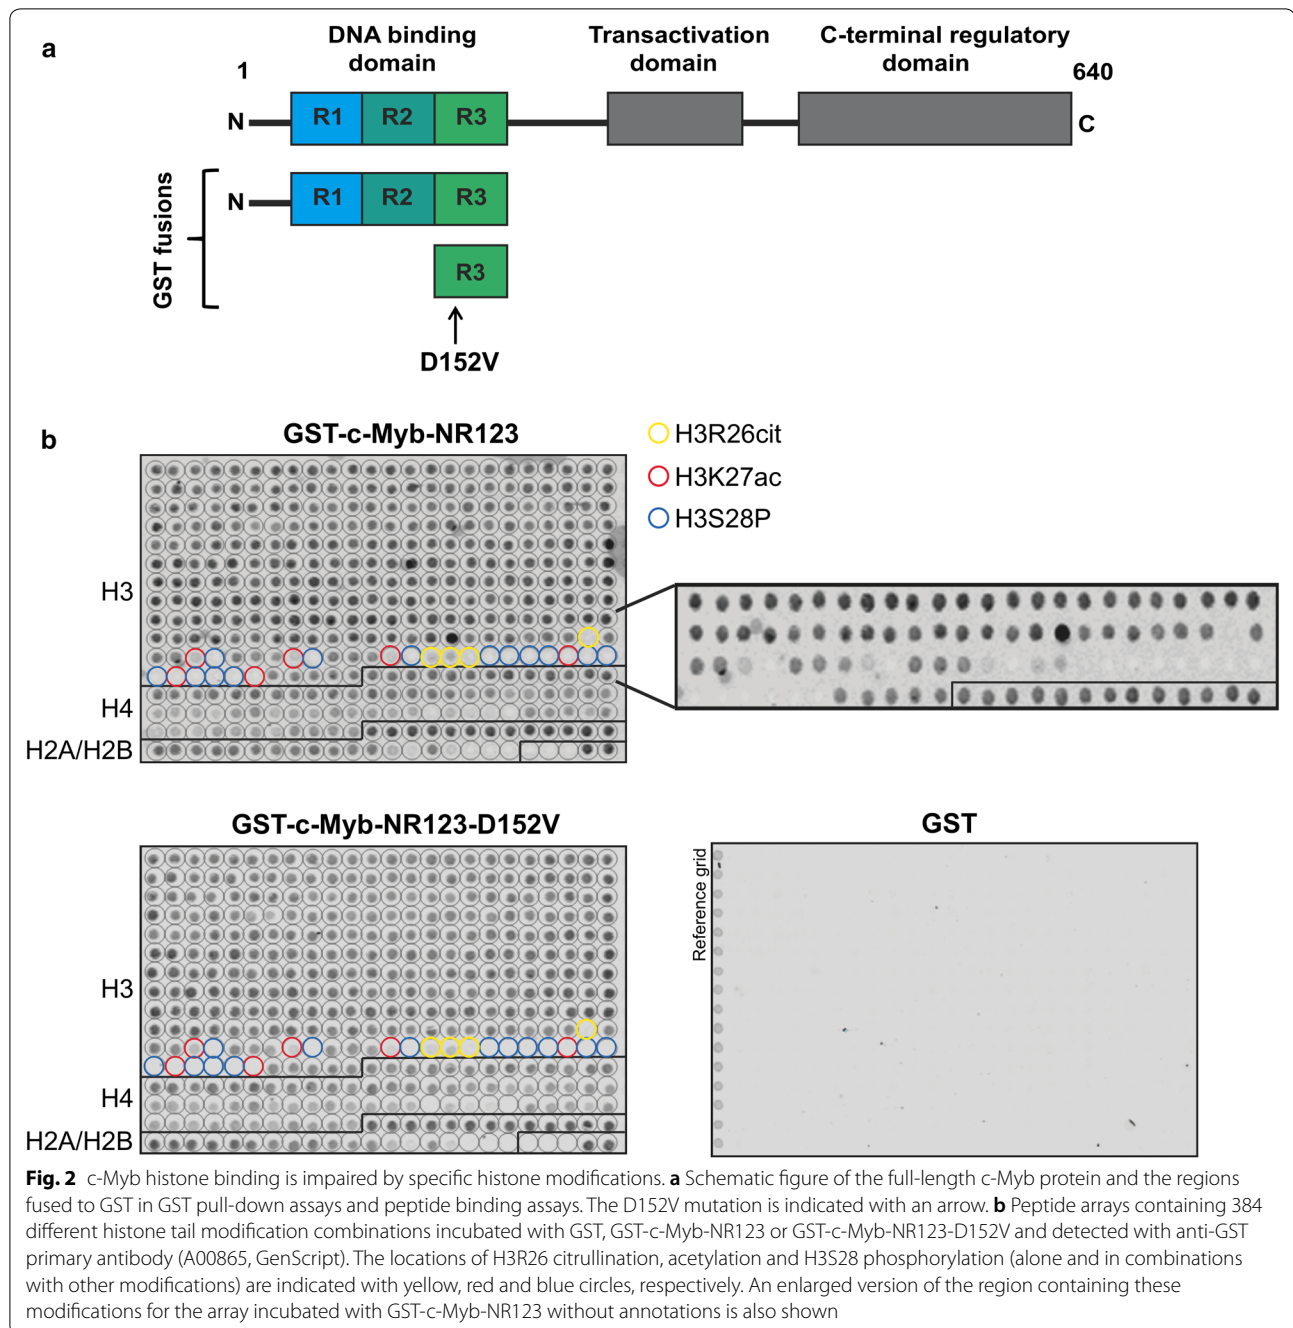 a
DNA binding
domain
Transactivation
domain
C-terminal regulatory
domain
1
640
N
R1
R2
R3
C
GST fusions
N
R1
R2
R3
R3
D152V
b
GST-c-Myb-NR123
H3R26cit
H3K27ac
H3S28P
H3
H4
H2A/H2B
GST-c-Myb-NR123-D152V
H3
H4
H2A/H2B
GST
Reference grid
Fig. 2 c-Myb histone binding is impaired by specific histone modifications. a Schematic figure of the full-length c-Myb protein and the regions
fused to GST in GST pull-down assays and peptide binding assays. The D152V mutation is indicated with an arrow. b Peptide arrays containing 384
different histone tail modification combinations incubated with GST, GST-c-Myb-NR123 or GST-c-Myb-NR123-D152V and detected with anti-GST
primary antibody (A00865, GenScript). The locations of H3R26 citrullination, acetylation and H3S28 phosphorylation (alone and in combinations
with other modifications) are indicated with yellow, red and blue circles, respectively. An enlarged version of the region containing these
modifications for the array incubated with GST-c-Myb-NR123 without annotations is also shown